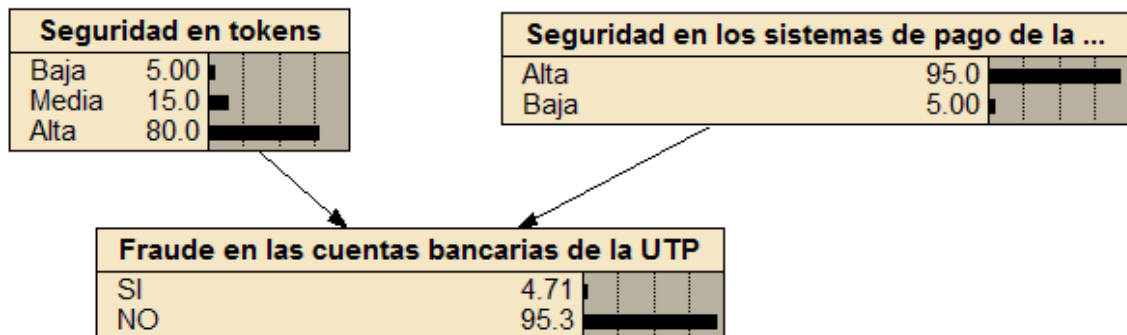 Seguridad en tokens
Baja 5.00
Media 15.0
Alta 80.0
Seguridad en los sistemas de pago de la ...
Alta 95.0
Baja 5.00
Fraude en las cuentas bancarias de la UTP
SI 4.71
NO 95.3